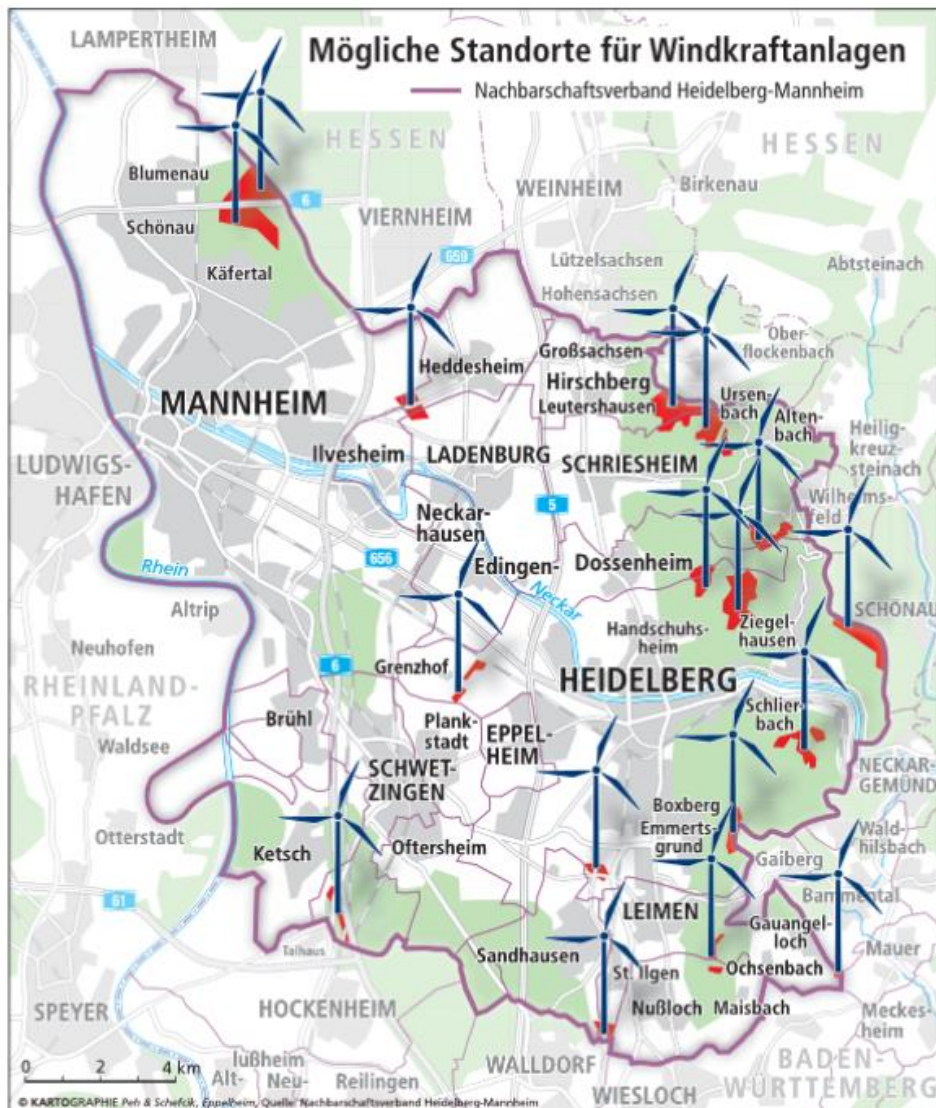 Mögliche Standorte für Windkraftanlagen
Nachbarschaftsverband Heidelberg-Mannheim
LAMPERTHEIM
HESSEN
HESSEN
Blumenau
WEINHEIM
Birkenau
6
Schönau
VIERNHEIM
659
Käfertal
Lützelsachsen
Abtsteinach
Hohensachsen
Großsachsen
Ober-
flockenbach
Heddesheim
Hirschberg
Leutershausen
Ursen-
bach
Alten-
bach
MANNHEIM
Ilvesheim
LADENBURG
SCHRIESHEIM
Heilig-
kreuz-
steinach
LUDWIGS-
HAFEN
5
Wilhelms-
feld
Neckar-
hausen
656
Edingen-
Dossenheim
Rhein
Neckar
Altrip
Handschuhs-
heim
Ziegel-
hausen
SCHÖNAU
Neuhofen
6
Grenzhof
HEIDELBERG
RHEINLAND-
PFALZ
Brühl
Plank-
stadt
EPPEL-
HEIM
Schlier-
bach
Waldsee
SCHWET-
ZINGEN
NECKAR-
GEMÜND
Otterstadt
Ketsch
Oftersheim
Boxberg
Emmerts-
grund
Wald-
hilsbach
Gaiberg
61
LEIMEN
Bammental
Gauangel-
loch
Talhaus
Sandhausen
St. Ilgen
Ochsenbach
Mauer
SPEYER
HOCKENHEIM
Nußloch
Maisbach
Meckes-
heim
0 2 4 km
lußheim
Alt- Neu-
Reilingen
WALLDORF
WIESLOCH
BADEN-
WÜRTTEMBERG
© KARTOGRAPHIE Peh & Schefcik, Eppelheim, Quelle: Nachbarschaftsverband Heidelberg-Mannheim